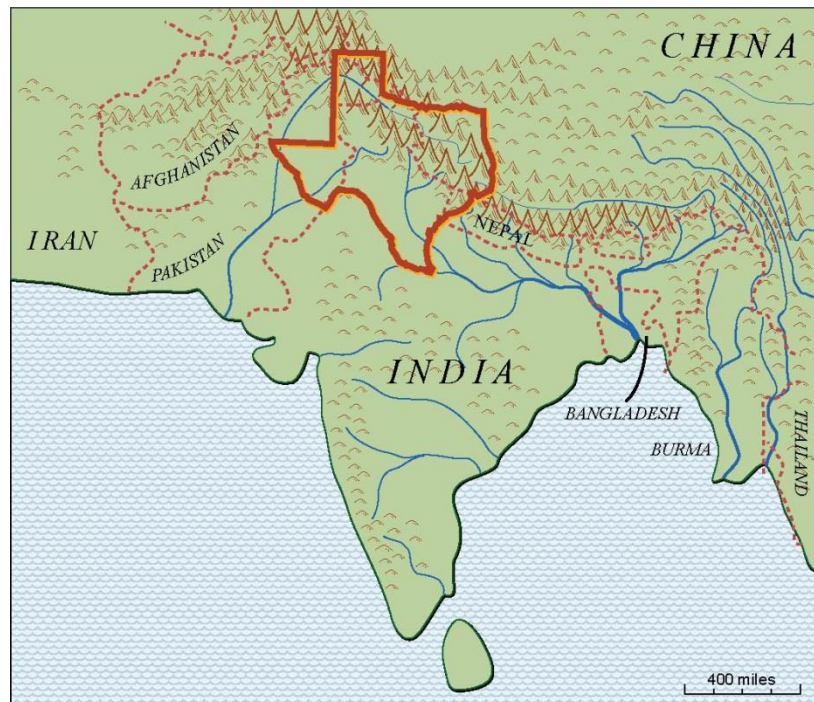 CHINA
AFGHANISTAN
IRAN
PAKISTAN
NEPAL
INDIA
BANGLADESH
BURMA
THAILAND
400 miles